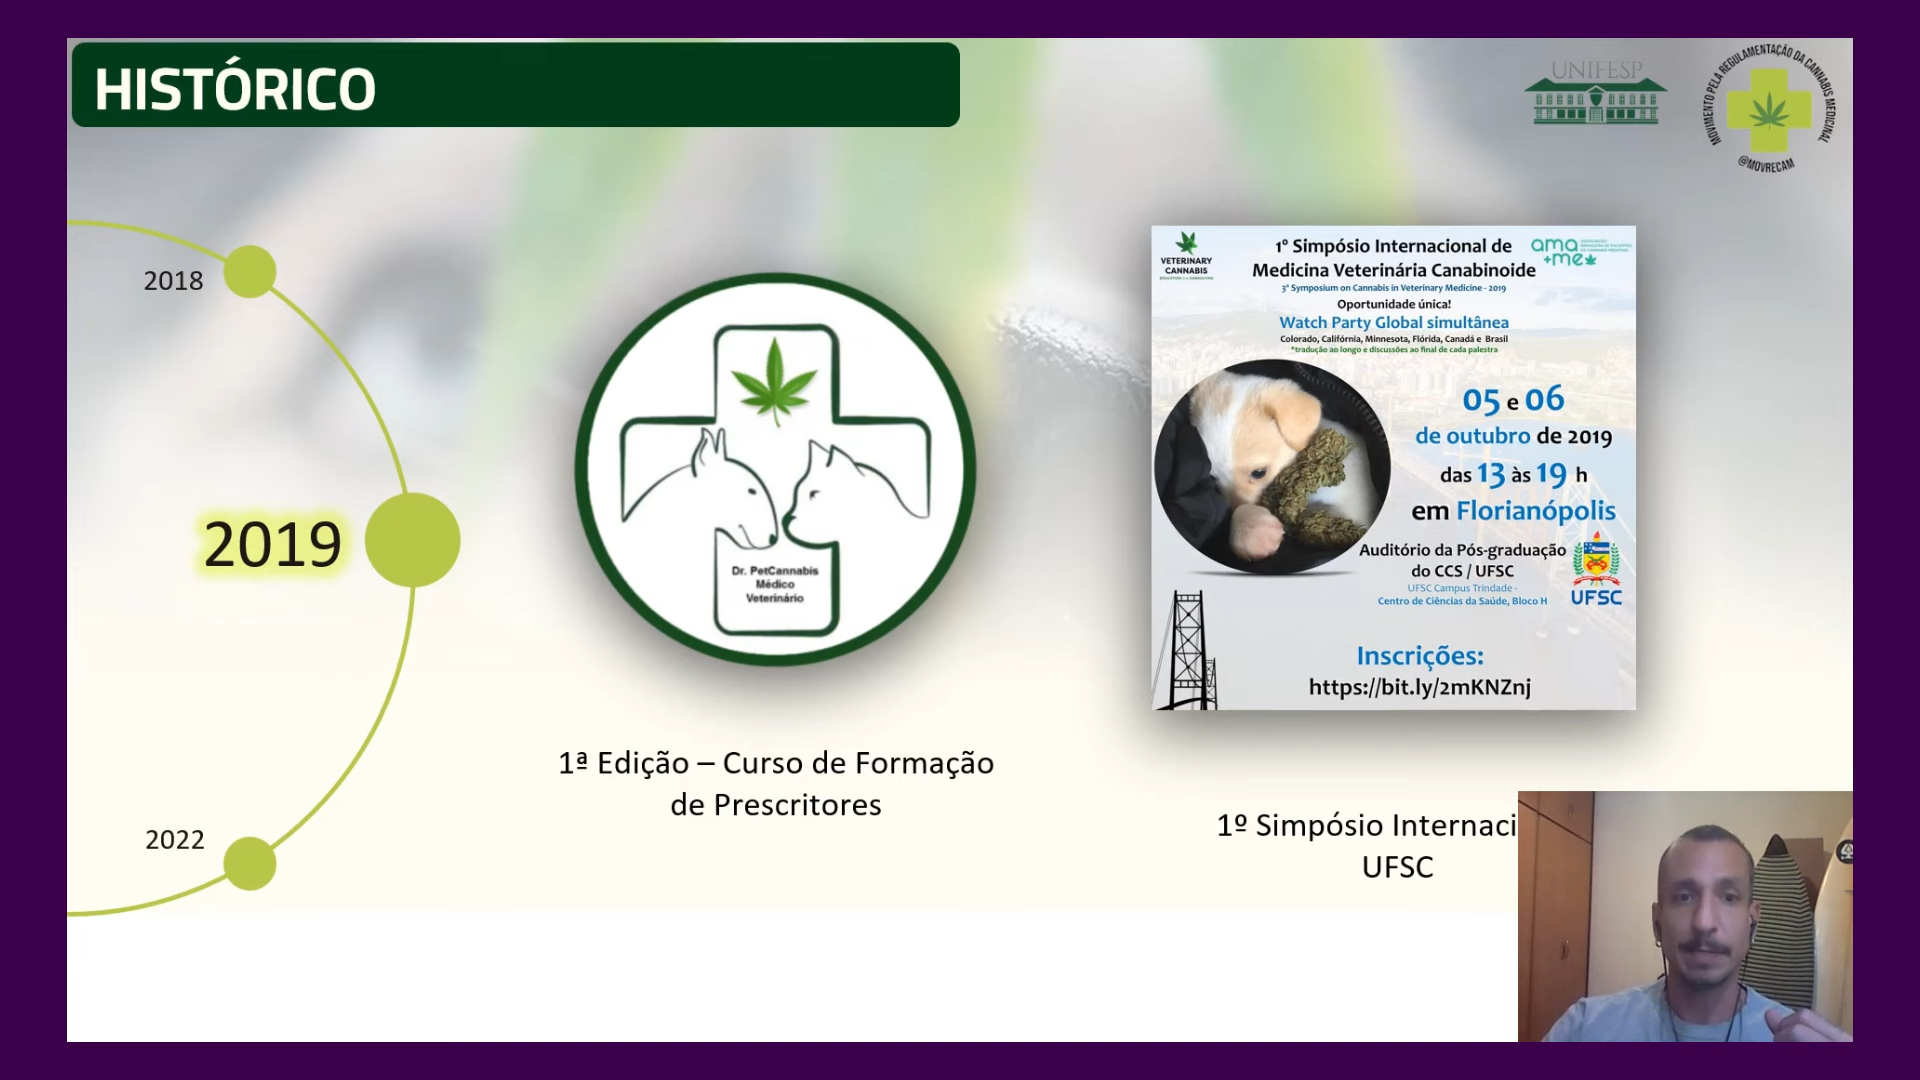 HISTÓRICO
UNIFESP
MOVIMENTO PELA REGULAMENTAÇÃO DA CANNABIS MEDICINAL
@MOVRECAM
2018
2019
2022
Dr. PetCannabis
Médico
Veterinário
1ª Edição – Curso de Formação
de Prescritores
VETERINARY
CANNABIS
ama
+me
1º Simpósio Internacional de
Medicina Veterinária Canabinoide
3º Symposium on Cannabis in Veterinary Medicine - 2019
Oportunidade única!
Watch Party Global simultânea
Colorado, Califórnia, Minnesota, Flórida, Canadá e Brasil
*tradução ao longo e discussões ao final de cada palestra
05 e 06
de outubro de 2019
das 13 às 19 h
em Florianópolis
Auditório da Pós-graduação
do CCS / UFSC
UFSC Campus Trindade -
Centro de Ciências da Saúde, Bloco H
UFSC
Inscrições:
https://bit.ly/2mKNZnj
1º Simpósio Internaci
UFSC